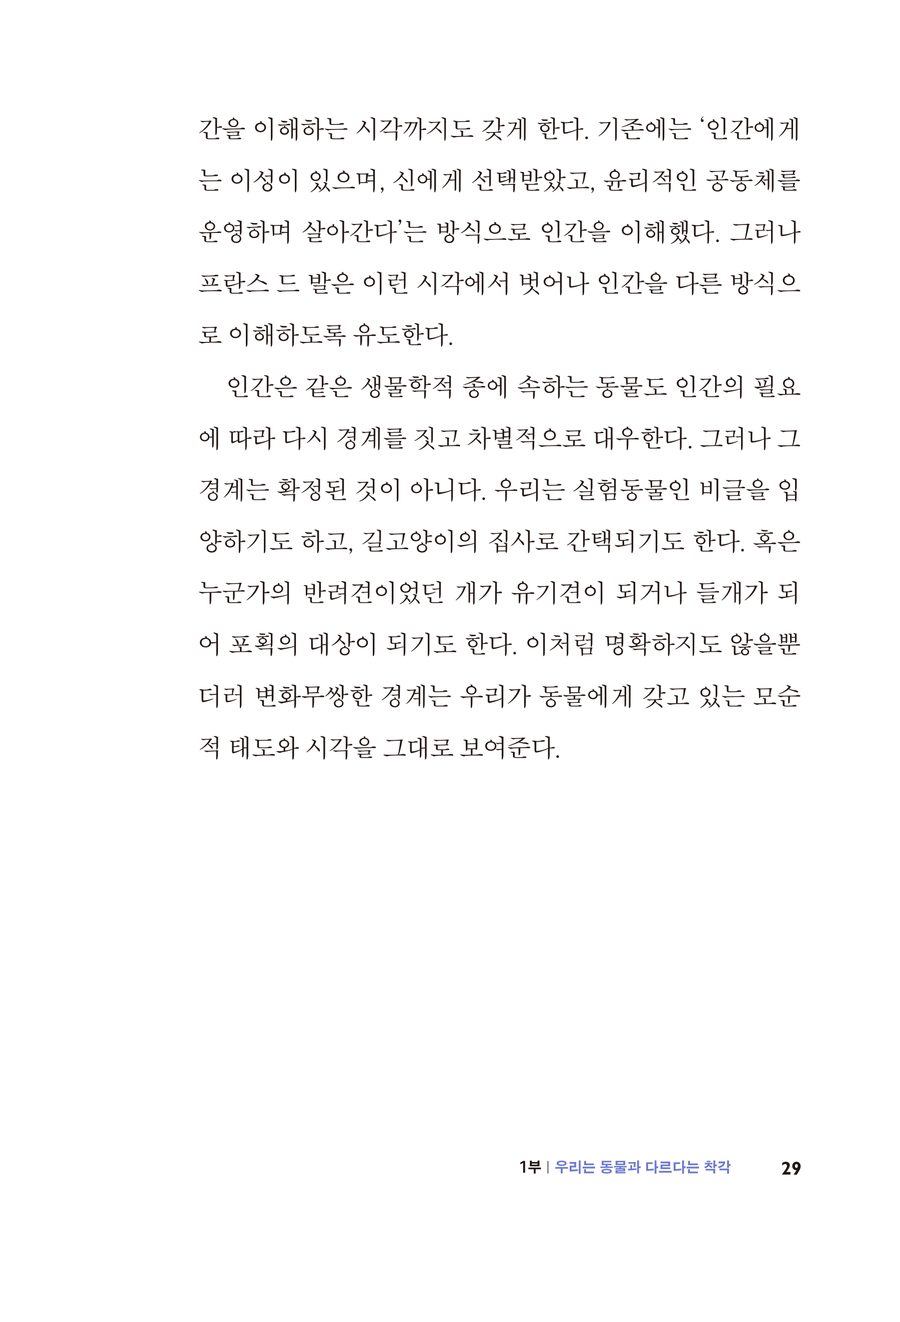 간을 이해하는 시각까지도 갖게 한다. 기존에는 ‘인간에게
는 이성이 있으며, 신에게 선택받았고, 윤리적인 공동체를
운영하며 살아간다’는 방식으로 인간을 이해했다. 그러나
프란스 드 발은 이런 시각에서 벗어나 인간을 다른 방식으
로 이해하도록 유도한다.
인간은 같은 생물학적 종에 속하는 동물도 인간의 필요
에 따라 다시 경계를 짓고 차별적으로 대우한다. 그러나 그
경계는 확정된 것이 아니다. 우리는 실험동물인 비글을 입
양하기도 하고, 길고양이의 집사로 간택되기도 한다. 혹은
누군가의 반려견이었던 개가 유기견이 되거나 들개가 되
어 포획의 대상이 되기도 한다. 이처럼 명확하지도 않을뿐
더러 변화무쌍한 경계는 우리가 동물에게 갖고 있는 모순
적 태도와 시각을 그대로 보여준다.
1부 | 우리는 동물과 다르다는 착각 29